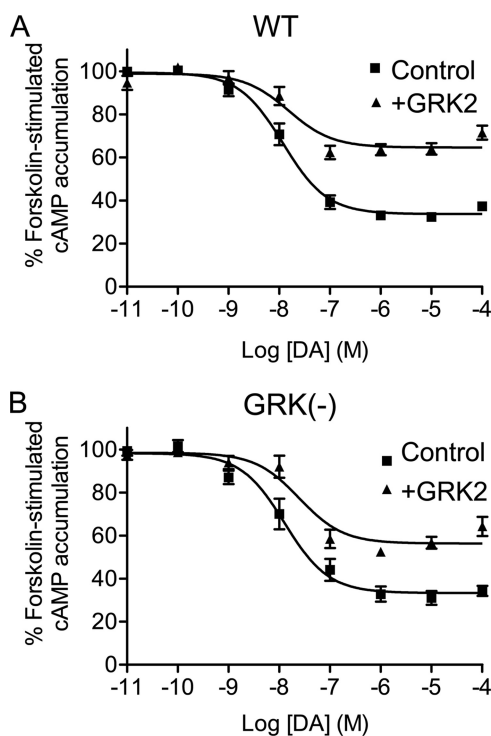 A
WT
% Forskolin-stimulated
cAMP accumulation
100
80
60
40
20
0
Control
+GRK2
-11 -10 -9 -8 -7 -6 -5 -4
Log [DA] (M)
B
GRK(-)
% Forskolin-stimulated
cAMP accumulation
100
80
60
40
20
0
Control
+GRK2
-11 -10 -9 -8 -7 -6 -5 -4
Log [DA] (M)